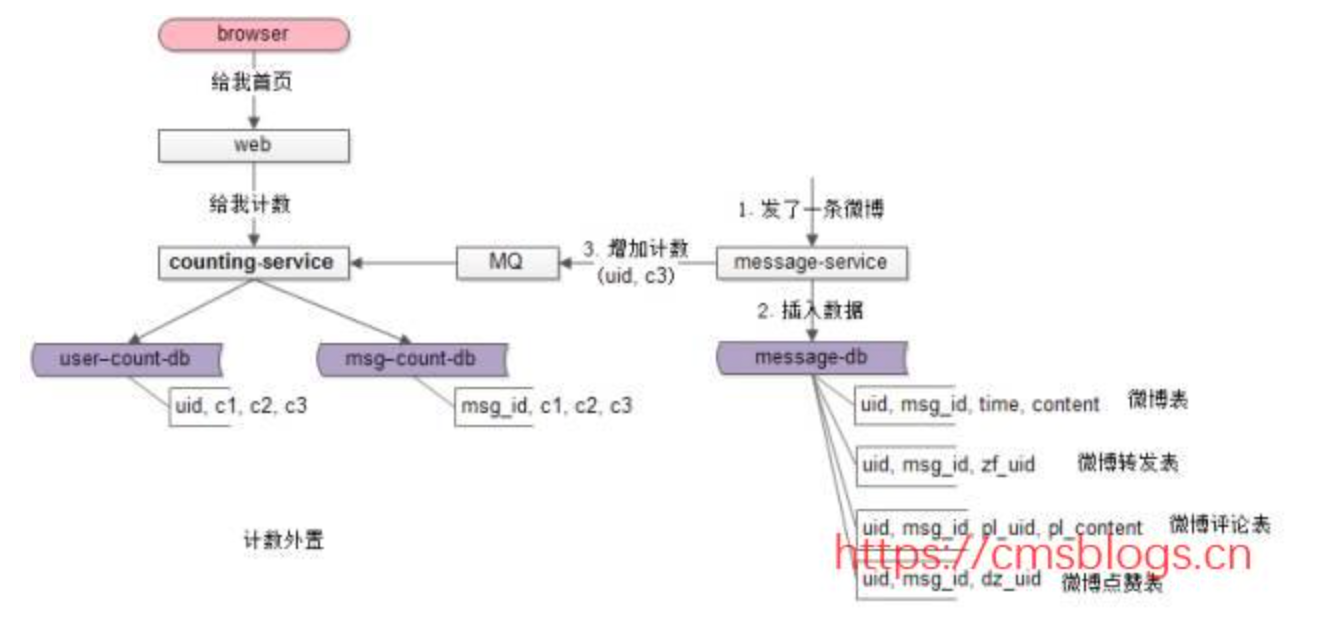 browser
给我首页
web
给我计数
counting-service
MQ
3. 增加计数
(uid, c3)
1. 发了一条微博
message-service
2. 插入数据
user-count-db
msg-count-db
message-db
uid, c1, c2, c3
msg_id, c1, c2, c3
uid, msg_id, time, content 微博表
uid, msg_id, zf_uid 微博转发表
uid, msg_id, pl_uid, pl_content 微博评论表
uid, msg_id, dz_uid 微博点赞表
计数外置
https://cmsblogs.cn